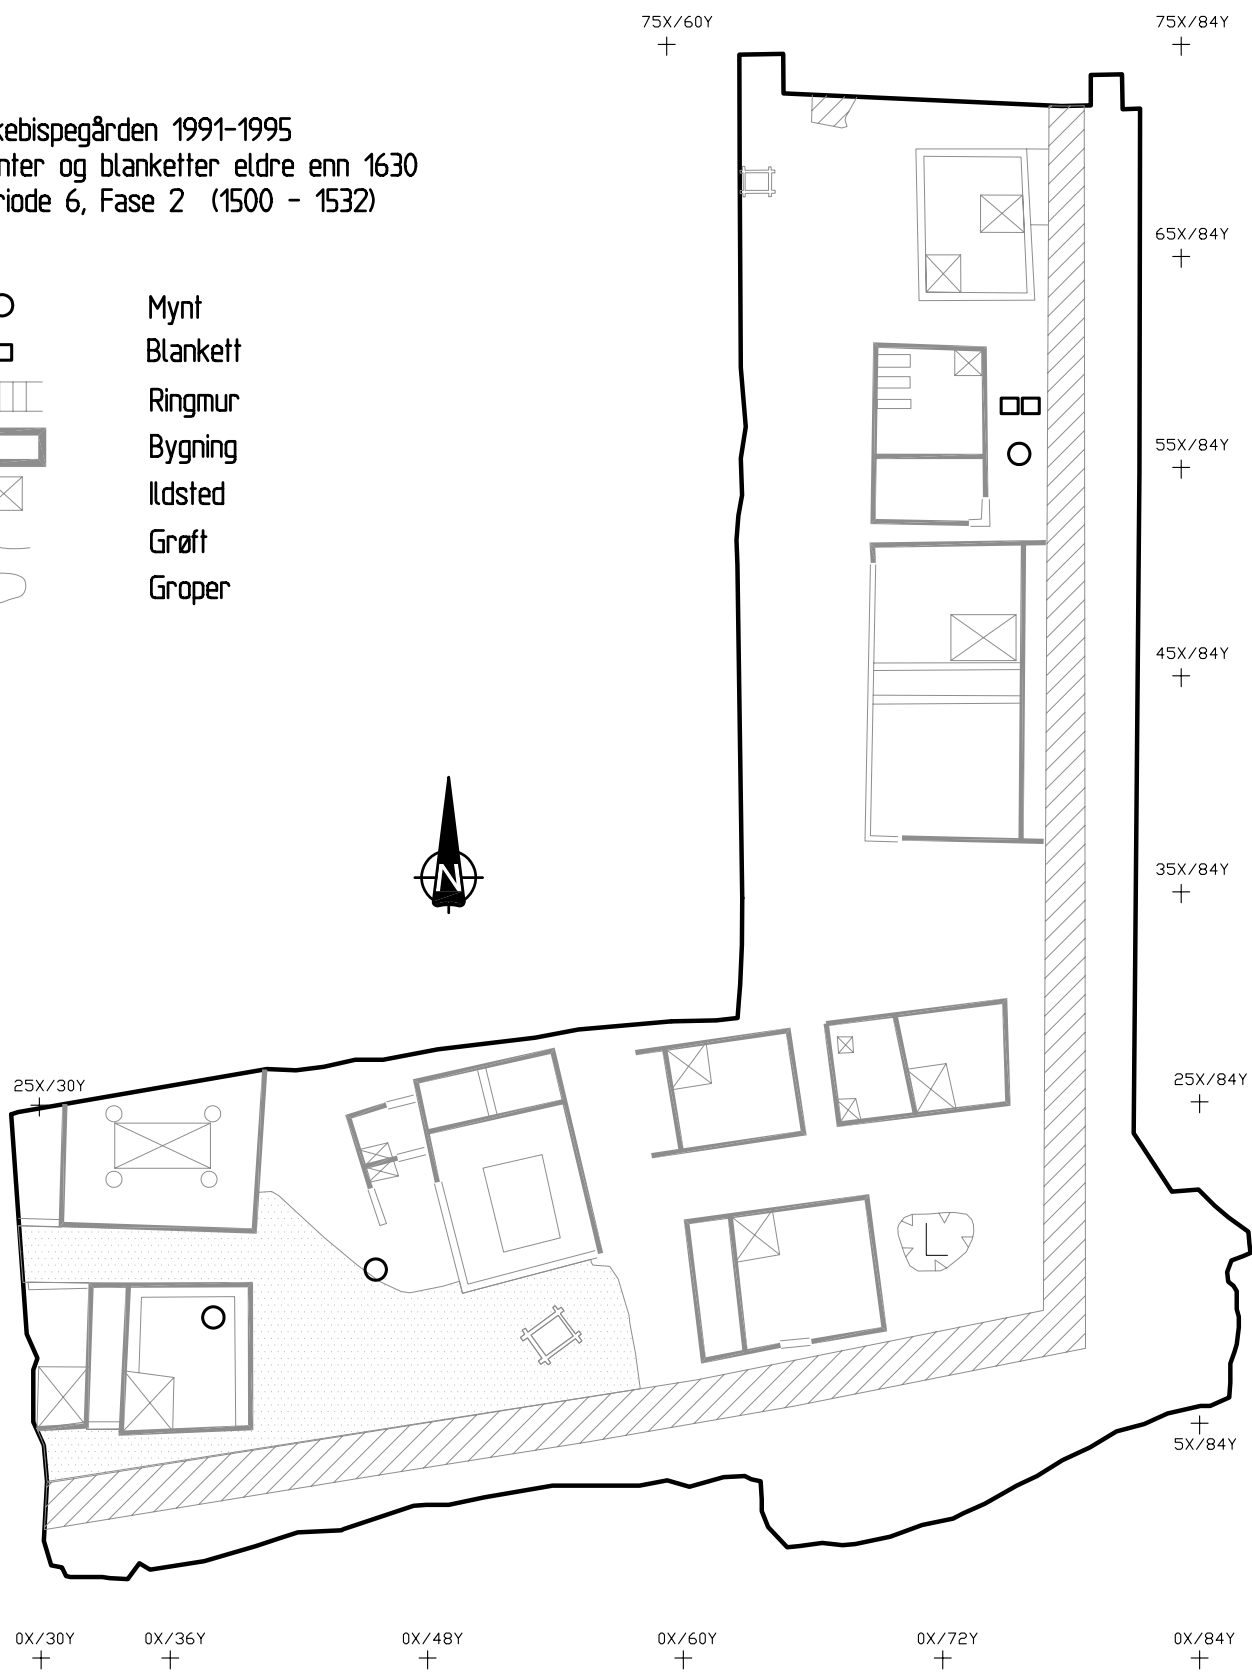 75X/60Y 75X/84Y
kebispegården 1991-1995
nter og blanketter eldre enn 1630
riode 6, Fase 2 (1500 - 1532)
65X/84Y
Mynt
Blankett
Ringmur
Bygning
55X/84Y
Ildsted
Grøft
Groper
45X/84Y
35X/84Y
N
25X/30Y 25X/84Y
L
5X/84Y
0X/30Y 0X/36Y 0X/48Y 0X/60Y 0X/72Y 0X/84Y